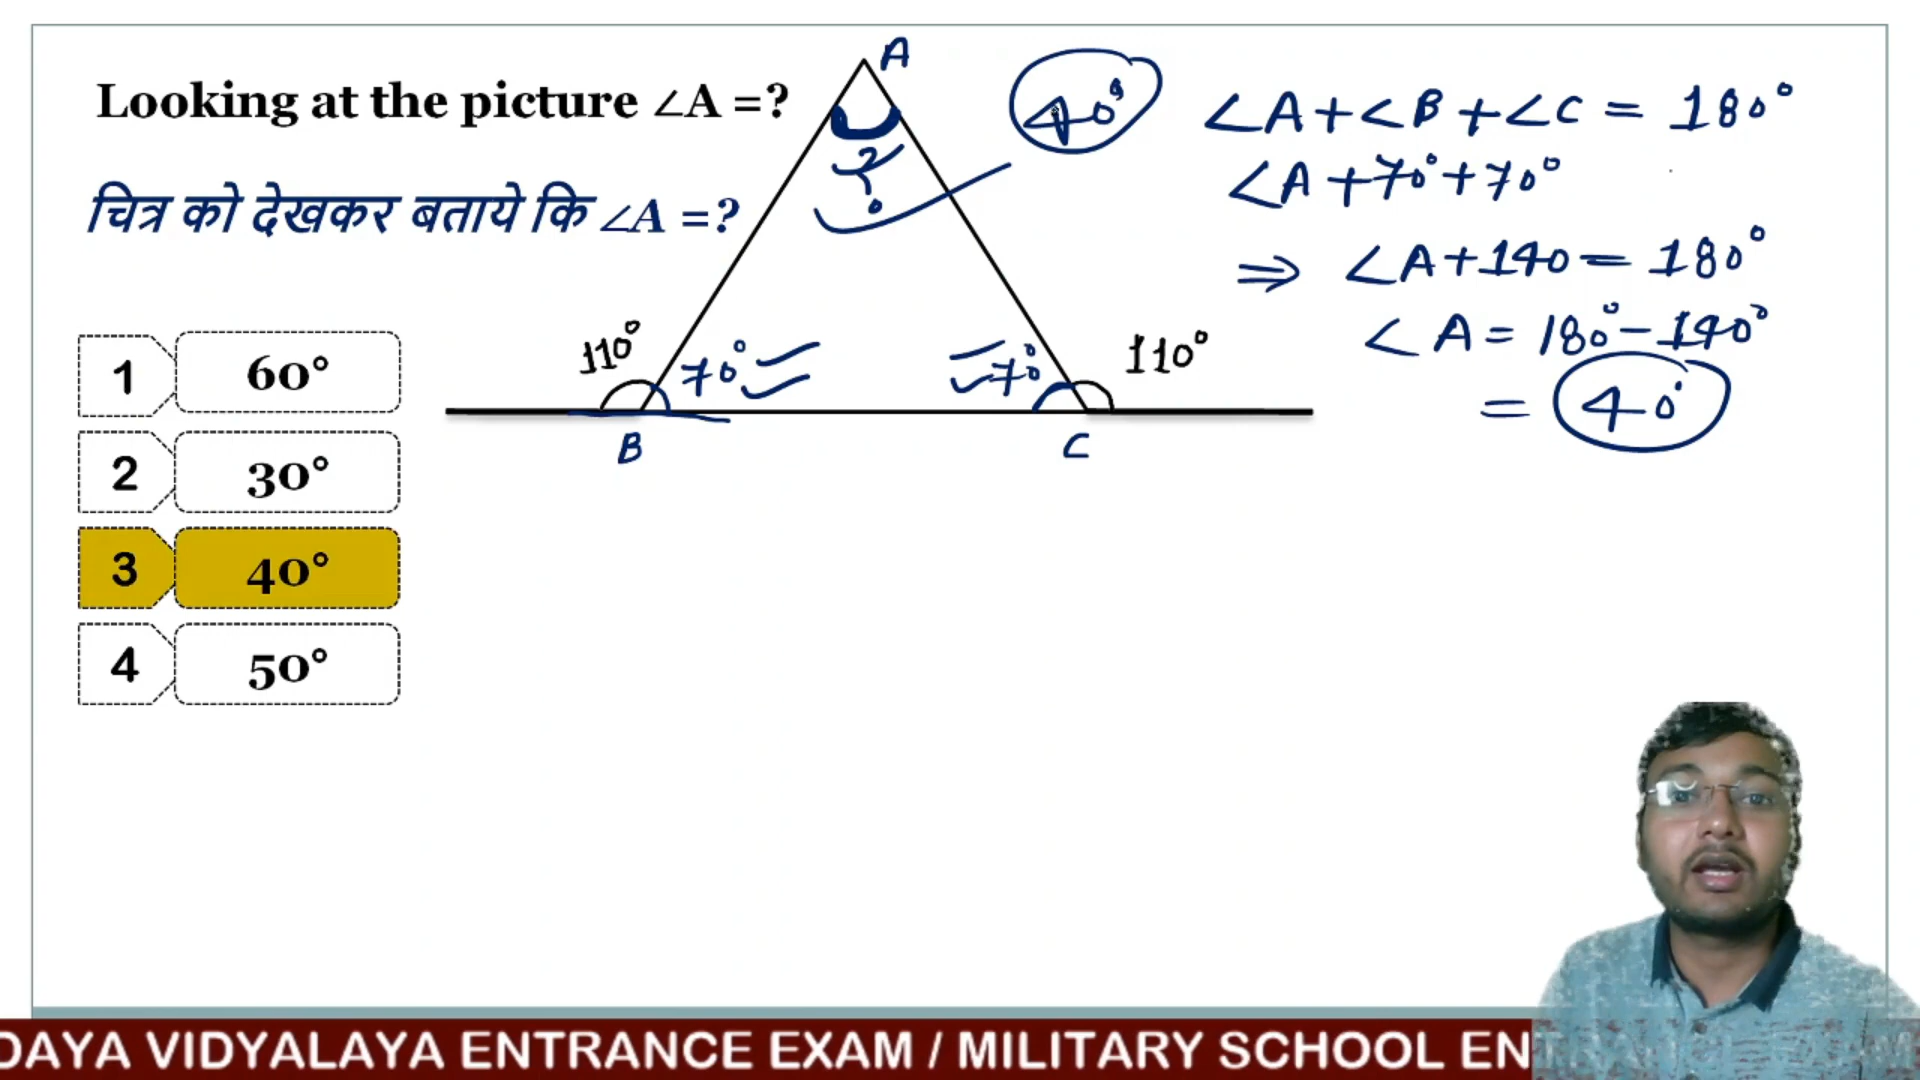 Looking at the picture ∠A =?
चित्र को देखकर बताये कि ∠A =?
1 60°
2 30°
3 40°
4 50°
A
?
40°
110°
70°
70°
110°
B
C
∠A+∠B+∠C = 180°
∠A+70°+70°
⇒ ∠A+140 = 180°
∠A = 180°-140°
= 40°
DAYA VIDYALAYA ENTRANCE EXAM / MILITARY SCHOOL EN